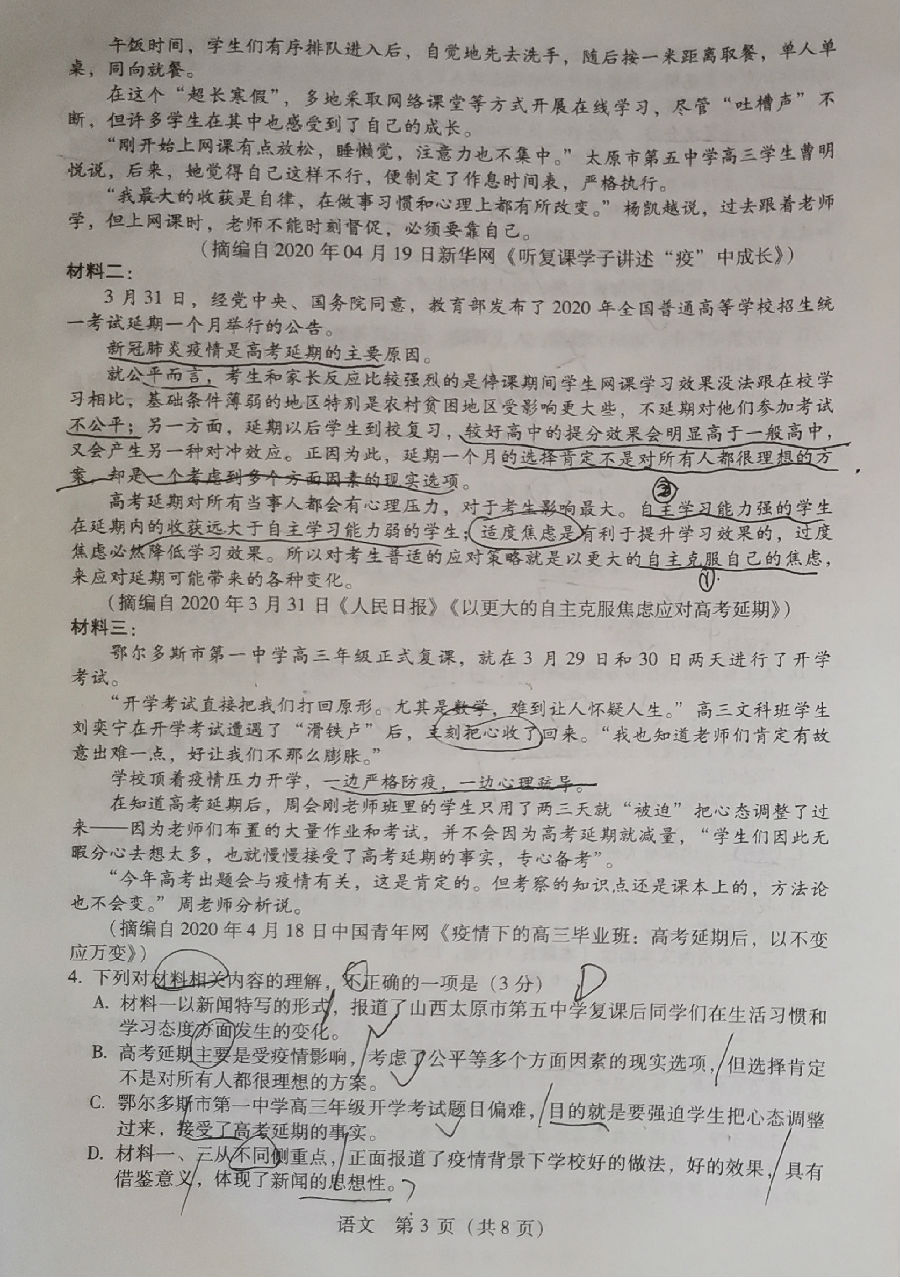 午饭时间，学生们有序排队进入后，自觉地先去洗手，随后按一米距离取餐，单人单
桌，同向就餐。
在这个“超长寒假”，多地采取网络课堂等方式开展在线学习，尽管“吐槽声”不
断，但许多学生在其中也感受到了自己的成长。
“刚开始上网课有点放松，睡懒觉，注意力也不集中。”太原市第五中学高三学生曹明
悦说，后来，她觉得自己这样不行，便制定了作息时间表，严格执行。
“我最大的收获是自律，在做事习惯和心理上都有所改变。”杨凯越说，过去跟着老师
学，但上网课时，老师不能时刻督促，必须要靠自己。
（摘编自2020年04月19日新华网《听复课学子讲述“疫”中成长》）
材料二：
3月31日，经党中央、国务院同意，教育部发布了2020年全国普通高等学校招生统
一考试延期一个月举行的公告。
新冠肺炎疫情是高考延期的主要原因。
就公平而言，考生和家长反应比较强烈的是停课期间学生网课学习效果没法跟在校学
习相比，基础条件薄弱的地区特别是农村贫困地区受影响更大些，不延期对他们参加考试
不公平；另一方面，延期以后学生到校复习，较好高中的提分效果会明显高于一般高中，
又会产生另一种对冲效应。正因为此，延期一个月的选择肯定不是对所有人都很理想的方
案，却是一个考虑到多个方面因素的现实选项。
②
高考延期对所有当事人都会有心理压力，对于考生影响最大。自主学习能力强的学生
在延期内的收获远大于自主学习能力弱的学生；适度焦虑是有利于提升学习效果的，过度
焦虑必然降低学习效果。所以对考生普适的应对策略就是以更大的自主克服自己的焦虑，
来应对延期可能带来的各种变化。
①
（摘编自2020年3月31日《人民日报》《以更大的自主克服焦虑应对高考延期》）
材料三：
鄂尔多斯市第一中学高三年级正式复课，就在3月29日和30日两天进行了开学
考试。
“开学考试直接把我们打回原形。尤其是数学，难到让人怀疑人生。”高三文科班学生
刘奕宁在开学考试遭遇了“滑铁卢”后，立刻把心收了回来。“我也知道老师们肯定有故
意出难一点，好让我们不那么膨胀。”
学校顶着疫情压力开学，一边严格防疫，一边心理疏导。
在知道高考延期后，周会刚老师班里的学生只用了两三天就“被迫”把心态调整了过
来——因为老师们布置的大量作业和考试，并不会因为高考延期就减量，“学生们因此无
暇分心去想太多，也就慢慢接受了高考延期的事实，专心备考”。
“今年高考出题会与疫情有关，这是肯定的。但考察的知识点还是课本上的，方法论
也不会变。”周老师分析说。
（摘编自2020年4月18日中国青年网《疫情下的高三毕业班：高考延期后，以不变
应万变》）
4. 下列对材料相关内容的理解，不正确的一项是（3分） D
A. 材料一以新闻特写的形式，报道了山西太原市第五中学复课后同学们在生活习惯和
学习态度方面发生的变化。
B. 高考延期主要是受疫情影响，考虑了公平等多个方面因素的现实选项，但选择肯定
不是对所有人都很理想的方案。
C. 鄂尔多斯市第一中学高三年级开学考试题目偏难，目的就是要强迫学生把心态调整
过来，接受了高考延期的事实。
D. 材料一、三从不同侧重点，正面报道了疫情背景下学校好的做法，好的效果，具有
借鉴意义，体现了新闻的思想性。?
语文 第3页（共8页）